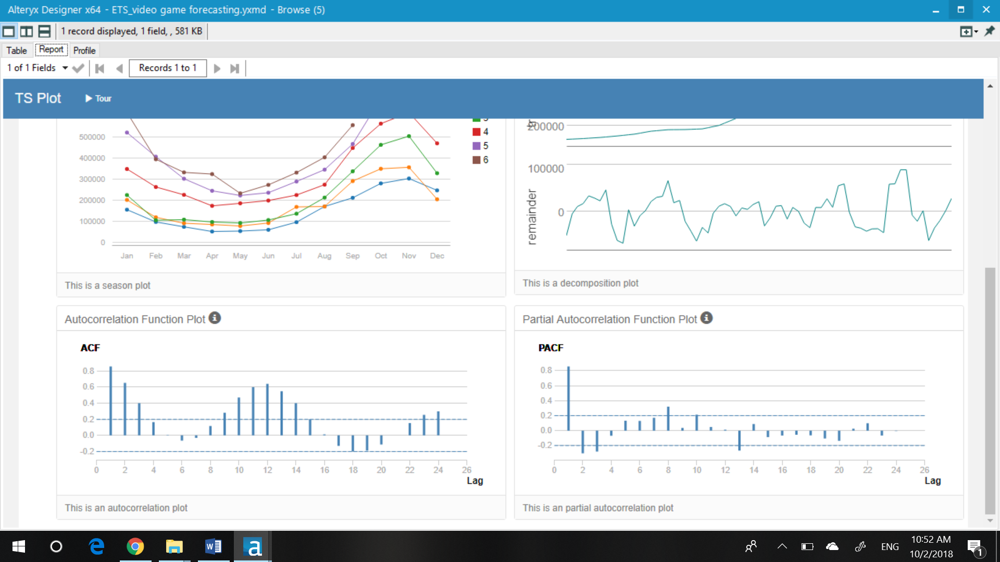 Alteryx Designer x64 - ETS_video game forecasting.yxmd - Browse (5)
1 record displayed, 1 field, , 581 KB
Table Report Profile
1 of 1 Fields Records 1 to 1
TS Plot Tour
4
5
6
500000
400000
300000
200000
100000
0
Jan Feb Mar Apr May Jun Jul Aug Sep Oct Nov Dec
This is a season plot
200000
100000
0
remainder
This is a decomposition plot
Autocorrelation Function Plot
ACF
0.8
0.6
0.4
0.2
0.0
-0.2
0 2 4 6 8 10 12 14 16 18 20 22 24 26
Lag
This is an autocorrelation plot
Partial Autocorrelation Function Plot
PACF
0.8
0.6
0.4
0.2
0.0
-0.2
0 2 4 6 8 10 12 14 16 18 20 22 24 26
Lag
This is an partial autocorrelation plot
ENG
10:52 AM
10/2/2018
1